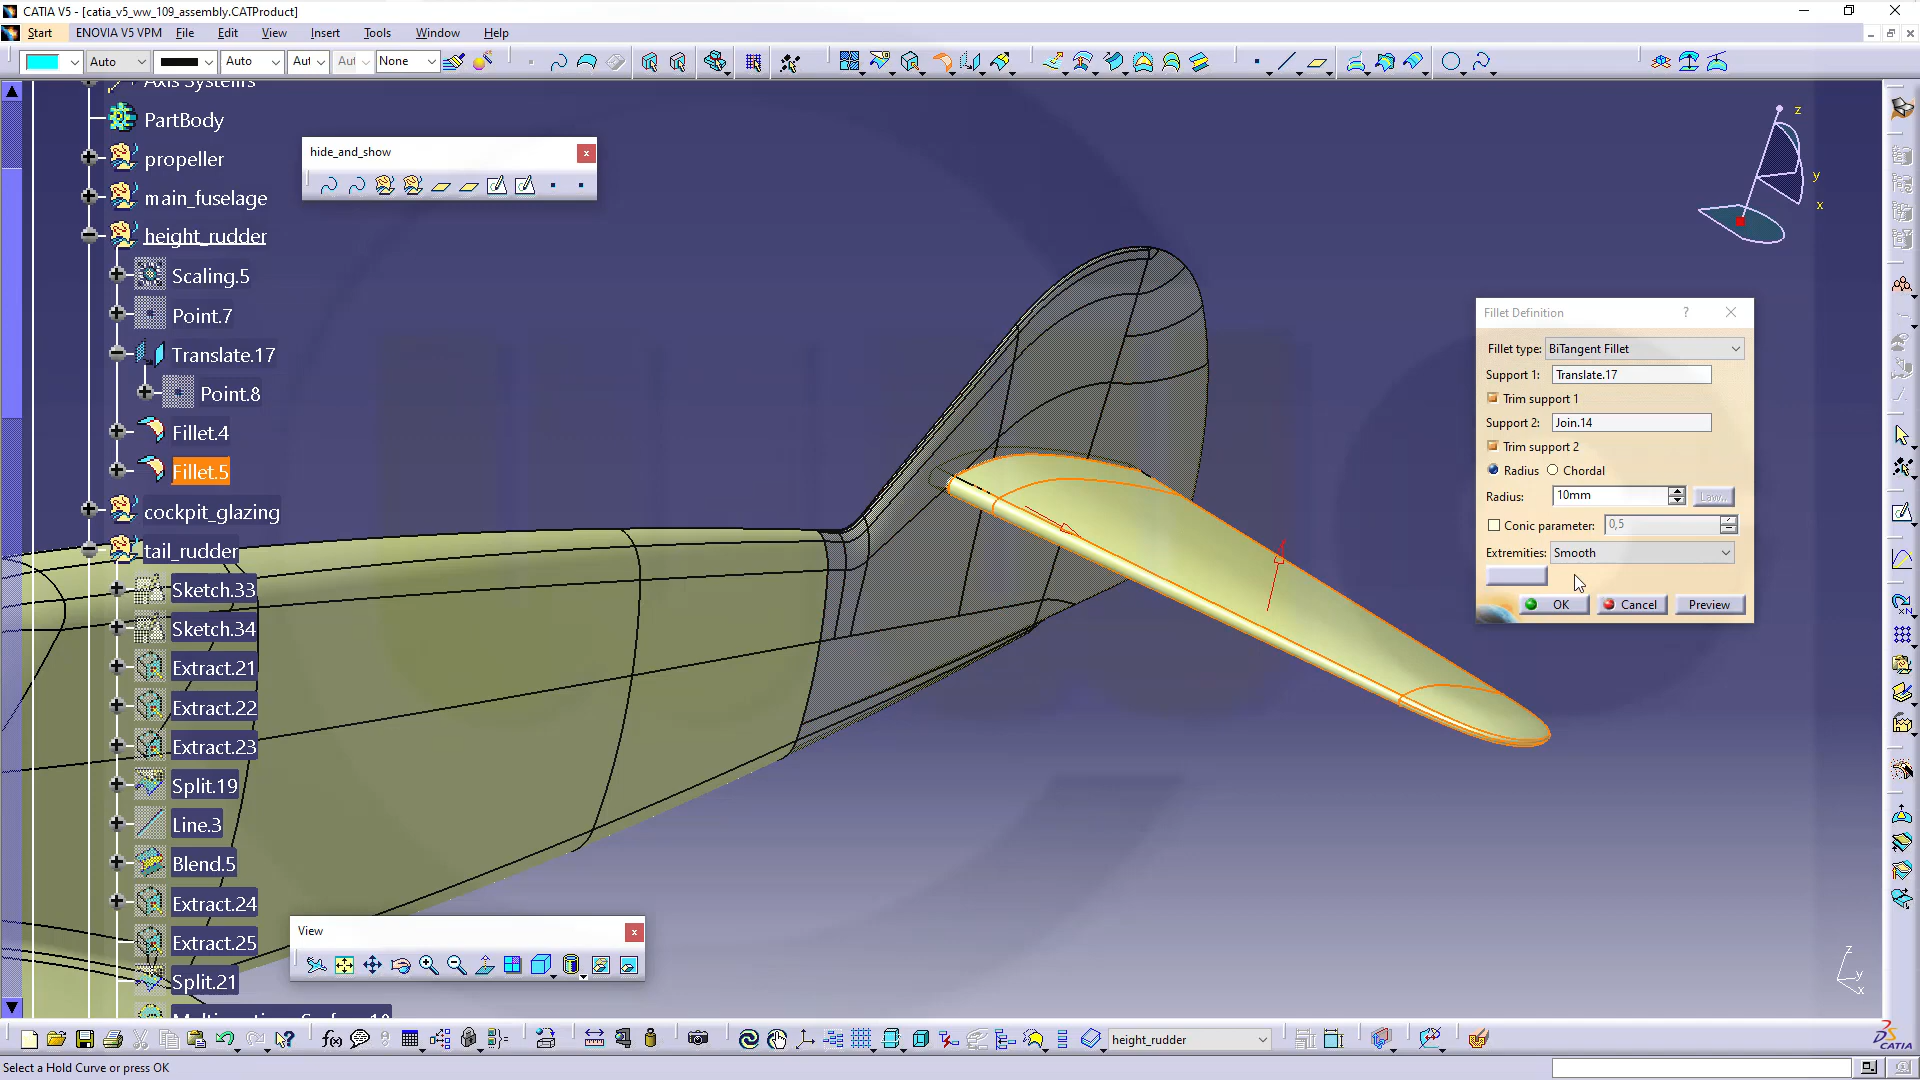 CATIA V5 - [catia_v5_ww_109_assembly.CATProduct]
Start
ENOVIA V5 VPM
File
Edit
View
Insert
Tools
Window
Help
Auto
Auto
Aut
Aut
None
Axis Systems
PartBody
propeller
main_fuselage
height_rudder
Scaling.5
Point.7
Translate.17
Point.8
Fillet.4
Fillet.5
cockpit_glazing
tail_rudder
Sketch.33
Sketch.34
Extract.21
Extract.22
Extract.23
Split.19
Line.3
Blend.5
Extract.24
Extract.25
Split.21
hide_and_show
x
z
y
x
Fillet Definition
?
Fillet type: BiTangent Fillet
Support 1: Translate.17
Trim support 1
Support 2: Join.14
Trim support 2
Radius Chordal
Radius: 10mm
Law...
Conic parameter: 0,5
Extremities: Smooth
OK
Cancel
Preview
View
x
z
y
x
f(x)
height_rudder
CATIA
Select a Hold Curve or press OK